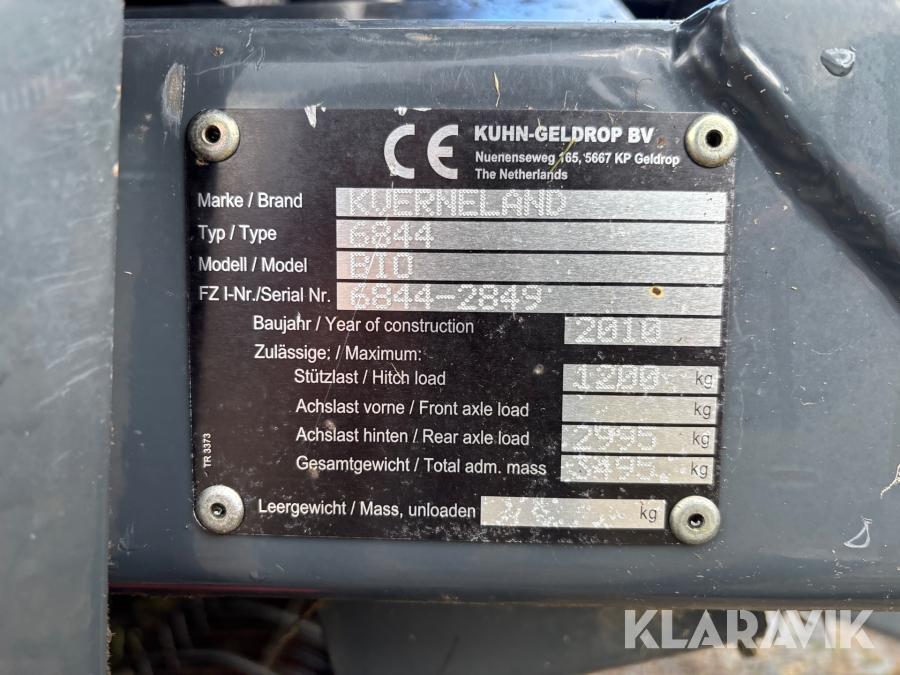 CE KUHN-GELDROP BV
Nuenenseweg 165, 5667 KP Geldrop
The Netherlands
Marke / Brand KVERNELAND
Typ / Type 6844
Modell / Model BIO
FZ I-Nr./Serial Nr. 6844-2849
Baujahr / Year of construction 2010
Zulässige; / Maximum:
Stützlast / Hitch load 1200 kg
Achslast vorne / Front axle load kg
Achslast hinten / Rear axle load 2995 kg
Gesamtgewicht / Total adm. mass kg
Leergewicht / Mass, unloaden kg
TR 3373
KLARAVIK